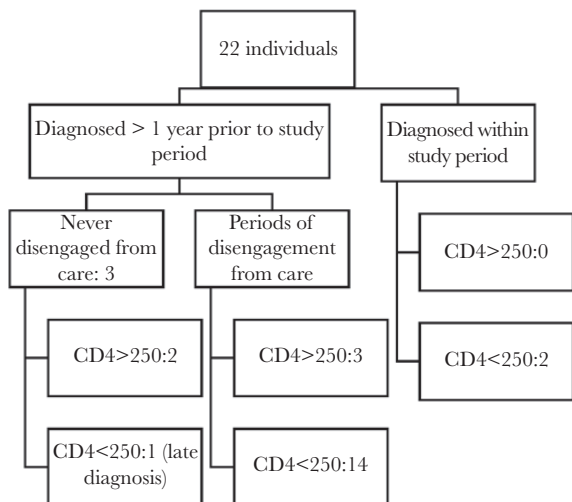 22 individuals
Diagnosed > 1 year prior to study
period
Diagnosed within
study period
Never
disengaged from
care: 3
Periods of
disengagement
from care
CD4>250:0
CD4>250:2
CD4>250:3
CD4<250:2
CD4<250:1 (late
diagnosis)
CD4<250:14